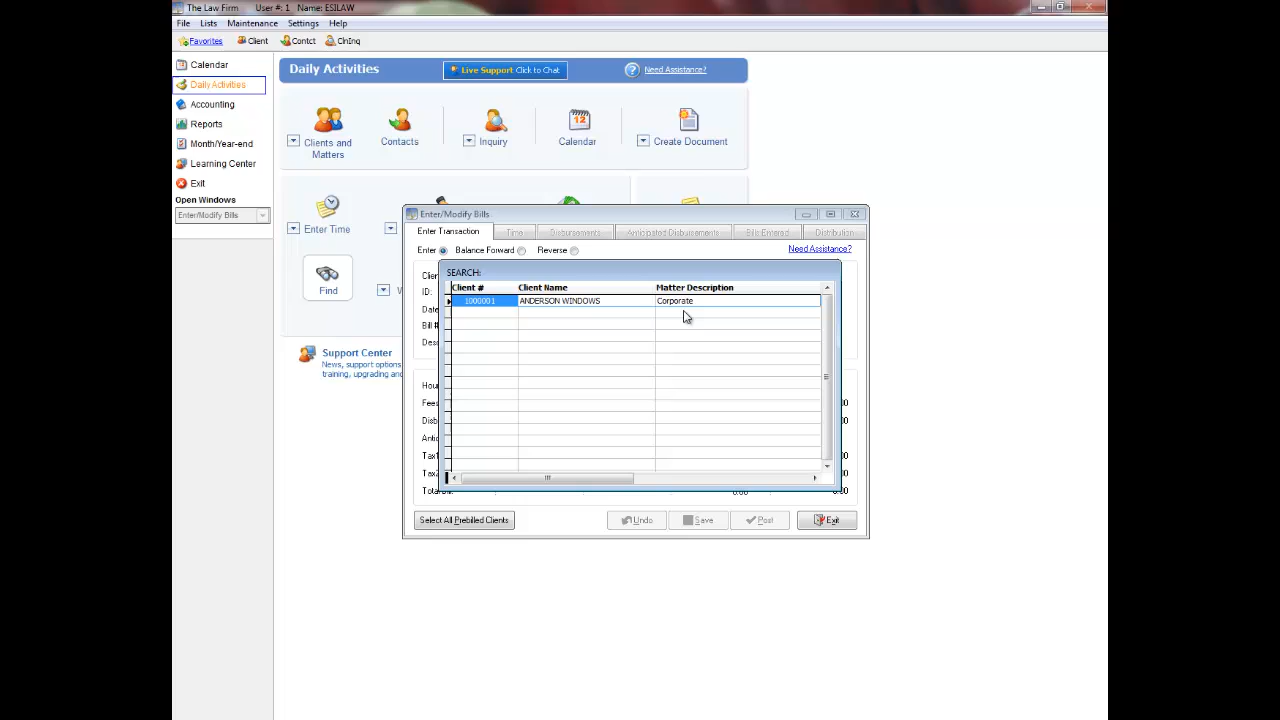 The Law Firm User #: 1 Name: ESILAW
File Lists Maintenance Settings Help
Favorites Client Contct ClnInq
Calendar
Daily Activities
Accounting
Reports
Month/Year-end
Learning Center
Exit
Open Windows
Enter/Modify Bills
Daily Activities Live Support Click to Chat Need Assistance?
Clients and Matters Contacts Inquiry Calendar Create Document
12
Enter Time
Find
Support Center
News, support options
training, upgrading and
Enter/Modify Bills
Enter Transaction Time Disbursements Anticipated Disbursements Bills Entered Distribution
Enter Balance Forward Reverse Need Assistance?
SEARCH:
Client # Client Name Matter Description
1000001 ANDERSON WINDOWS Corporate
ID:
Bill #
Select All Prebilled Clients Undo Save Post Exit